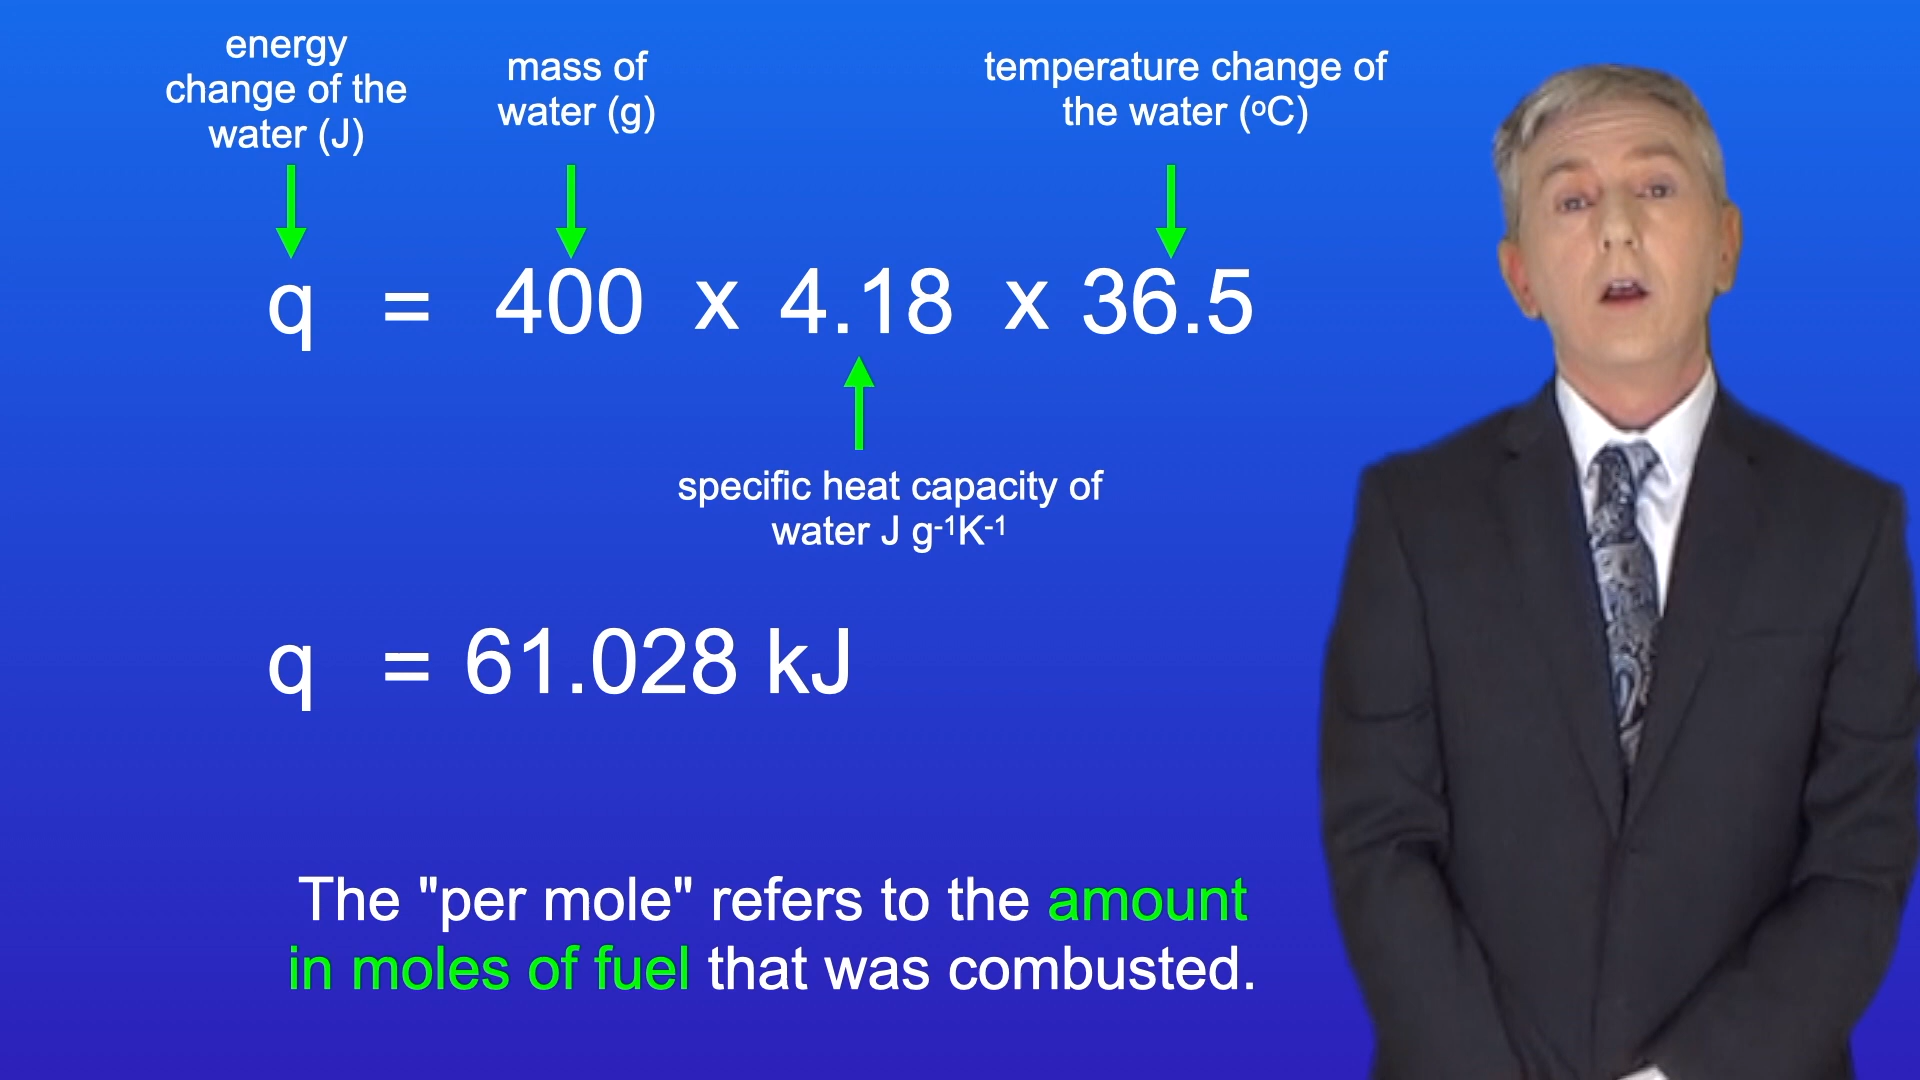 energy
change of the
water (J)
mass of
water (g)
temperature change of
the water (ºC)
q = 400 x 4.18 x 36.5
specific heat capacity of
water J g⁻¹K⁻¹
q = 61.028 kJ
The "per mole" refers to the amount
in moles of fuel that was combusted.